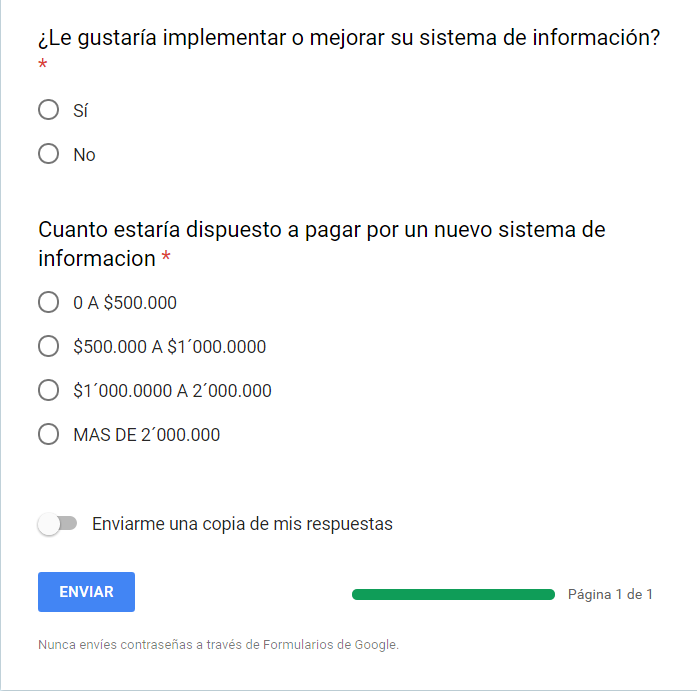 ¿Le gustaría implementar o mejorar su sistema de información?
*
Sí
No
Cuanto estaría dispuesto a pagar por un nuevo sistema de
informacion *
0 A $500.000
$500.000 A $1´000.0000
$1´000.0000 A 2´000.000
MAS DE 2´000.000
Enviarme una copia de mis respuestas
ENVIAR
Página 1 de 1
Nunca envíes contraseñas a través de Formularios de Google.